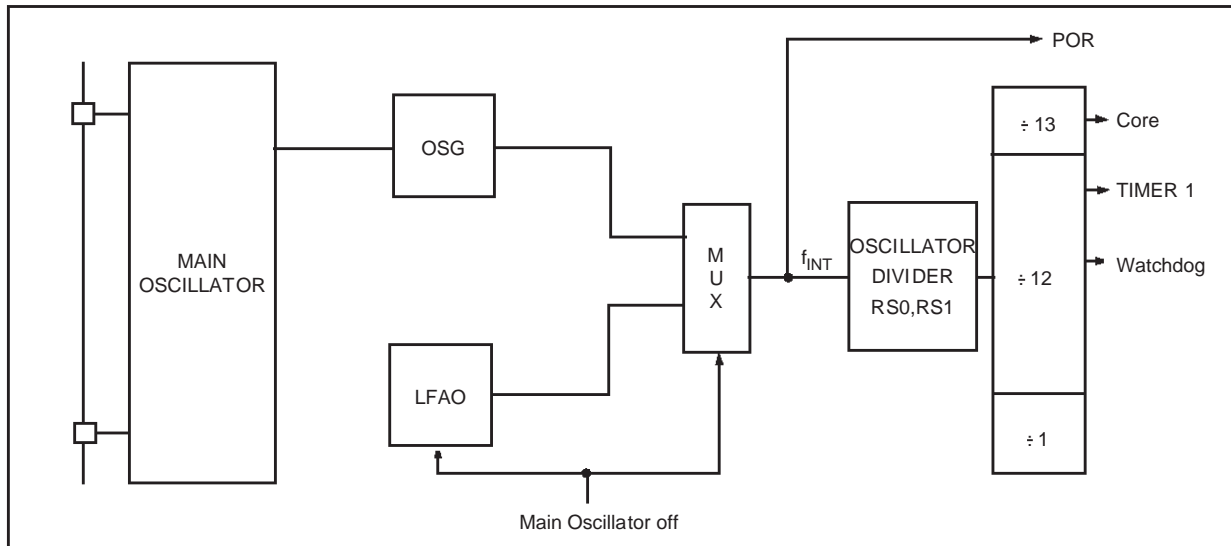 POR
÷ 13
Core
OSG
TIMER 1
MAIN
OSCILLATOR
M
U
X
f INT
OSCILLATOR
DIVIDER
RS0,RS1
÷ 12
Watchdog
LFAO
÷ 1
Main Oscillator off